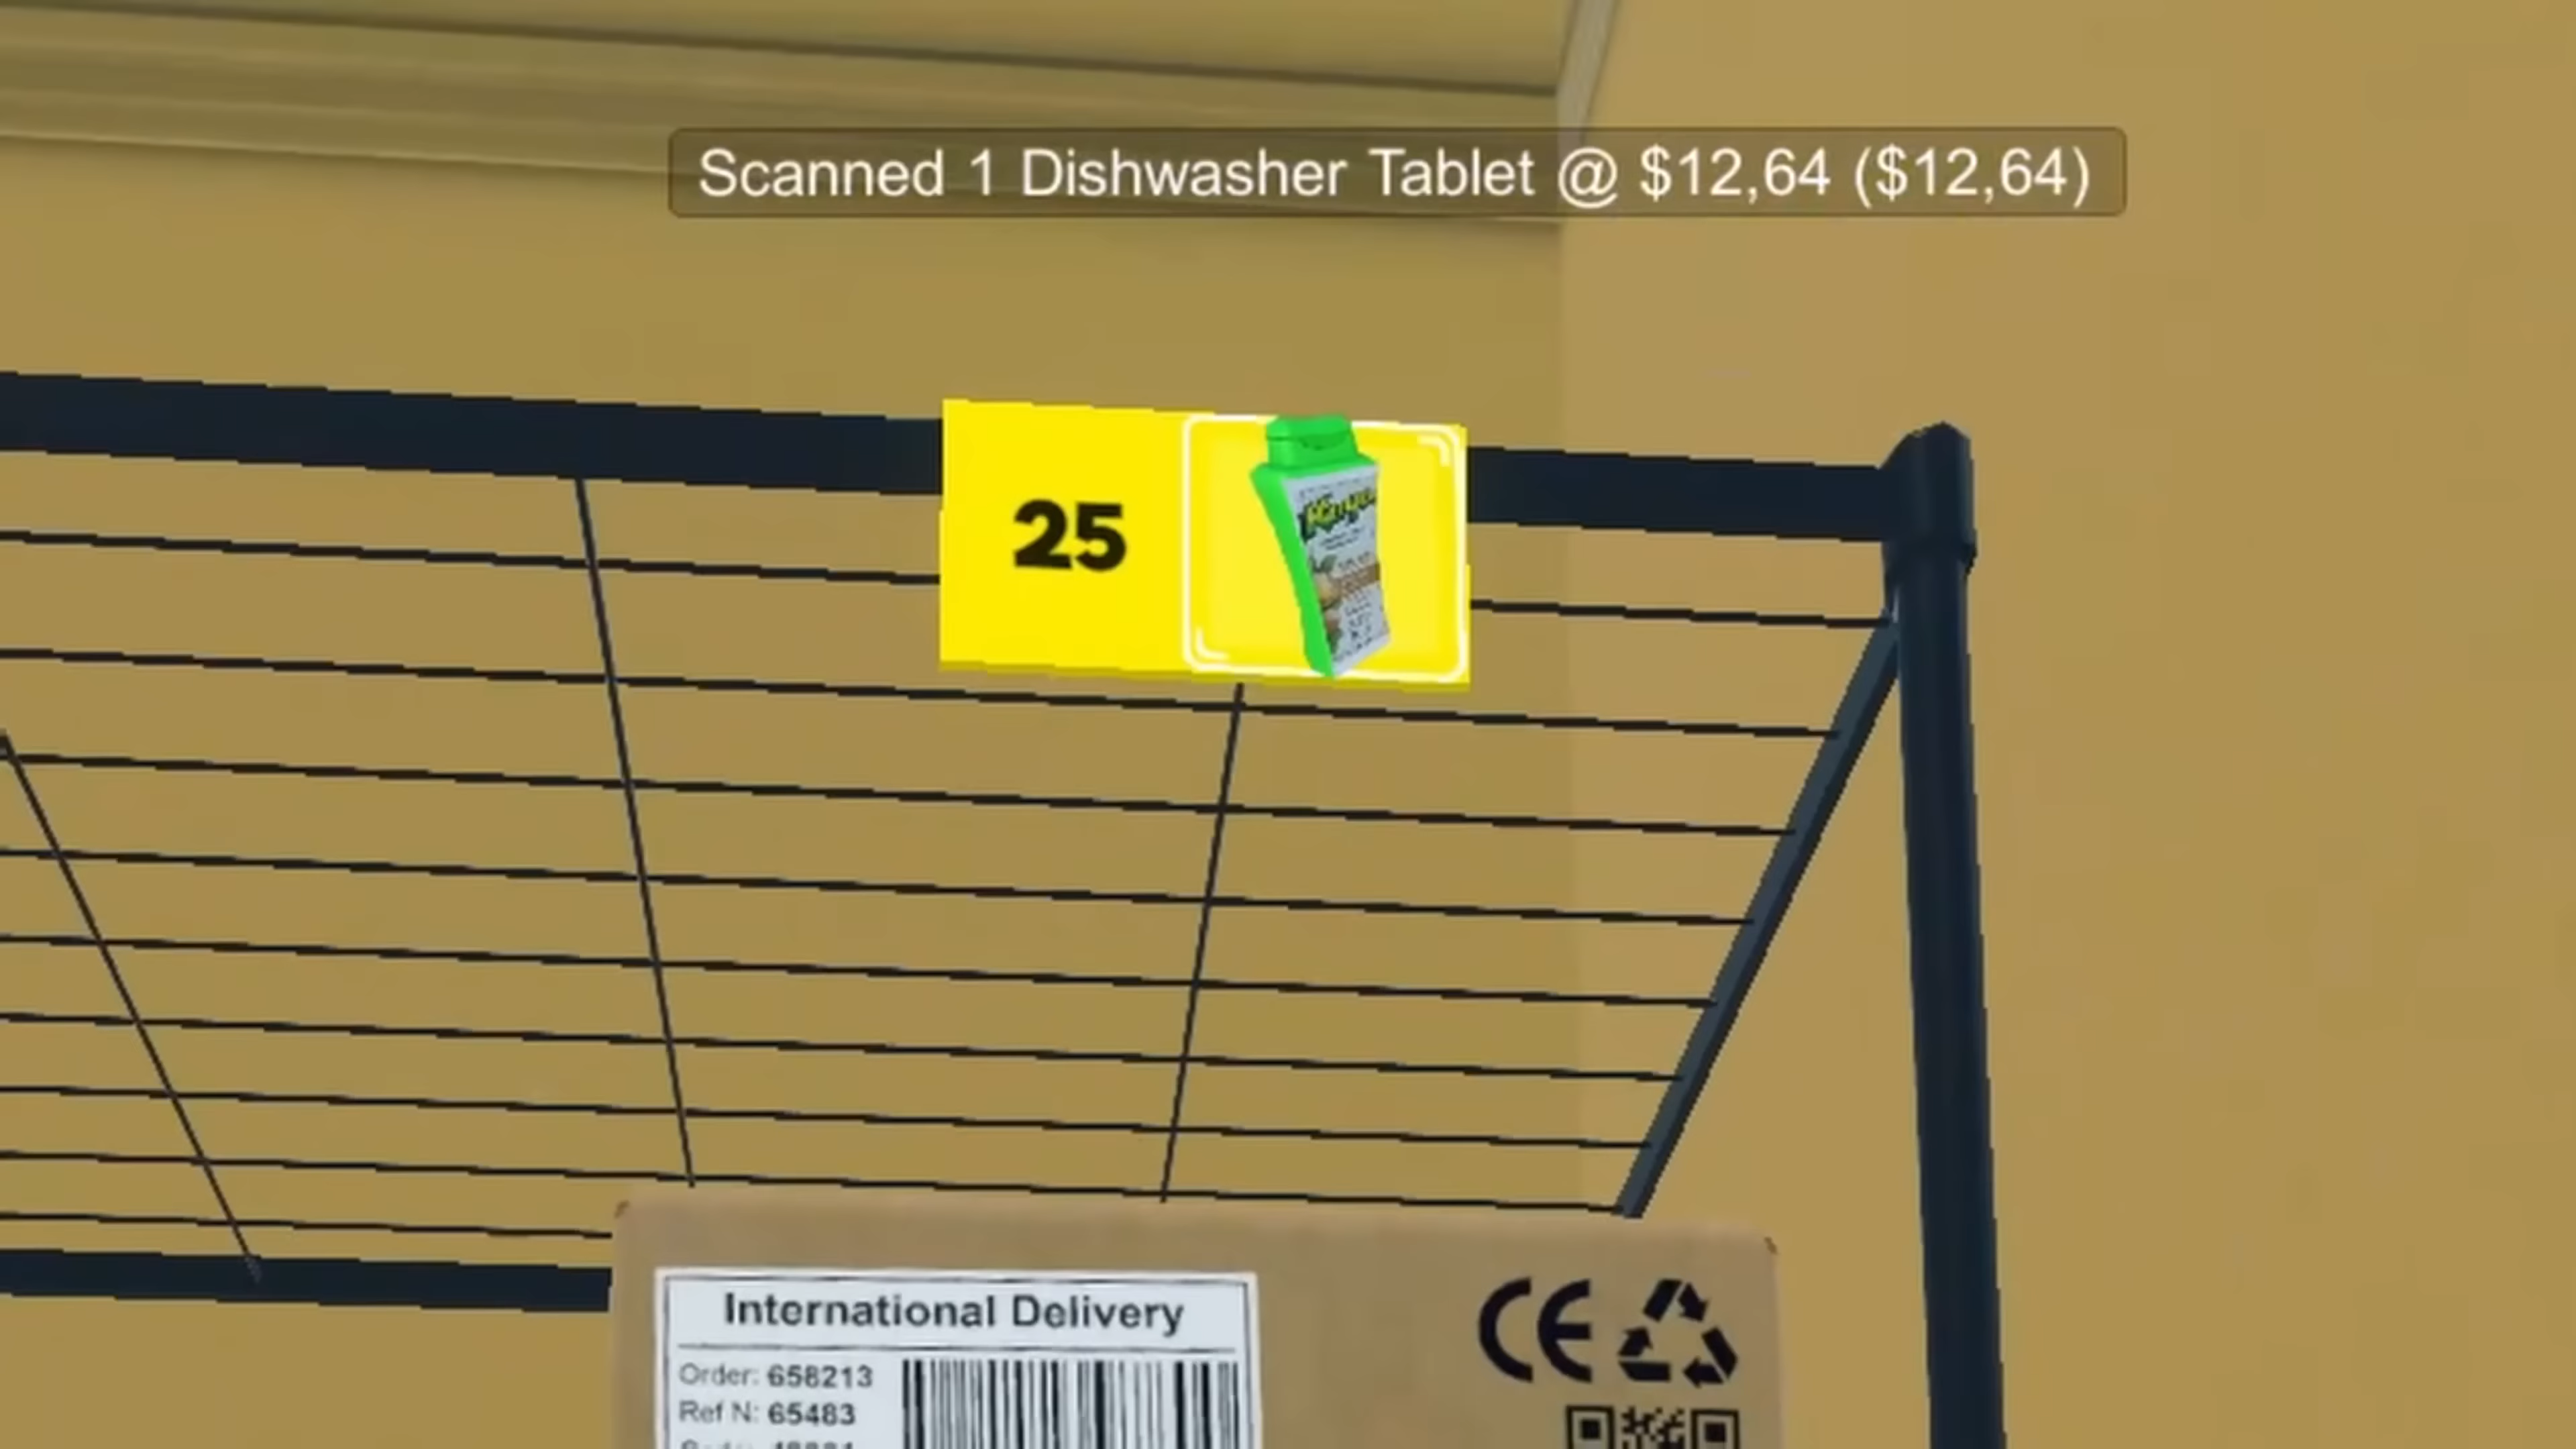 Scanned 1 Dishwasher Tablet @ $12,64 ($12,64)
25
International Delivery
Order: 658213
Ref N: 65483
CE